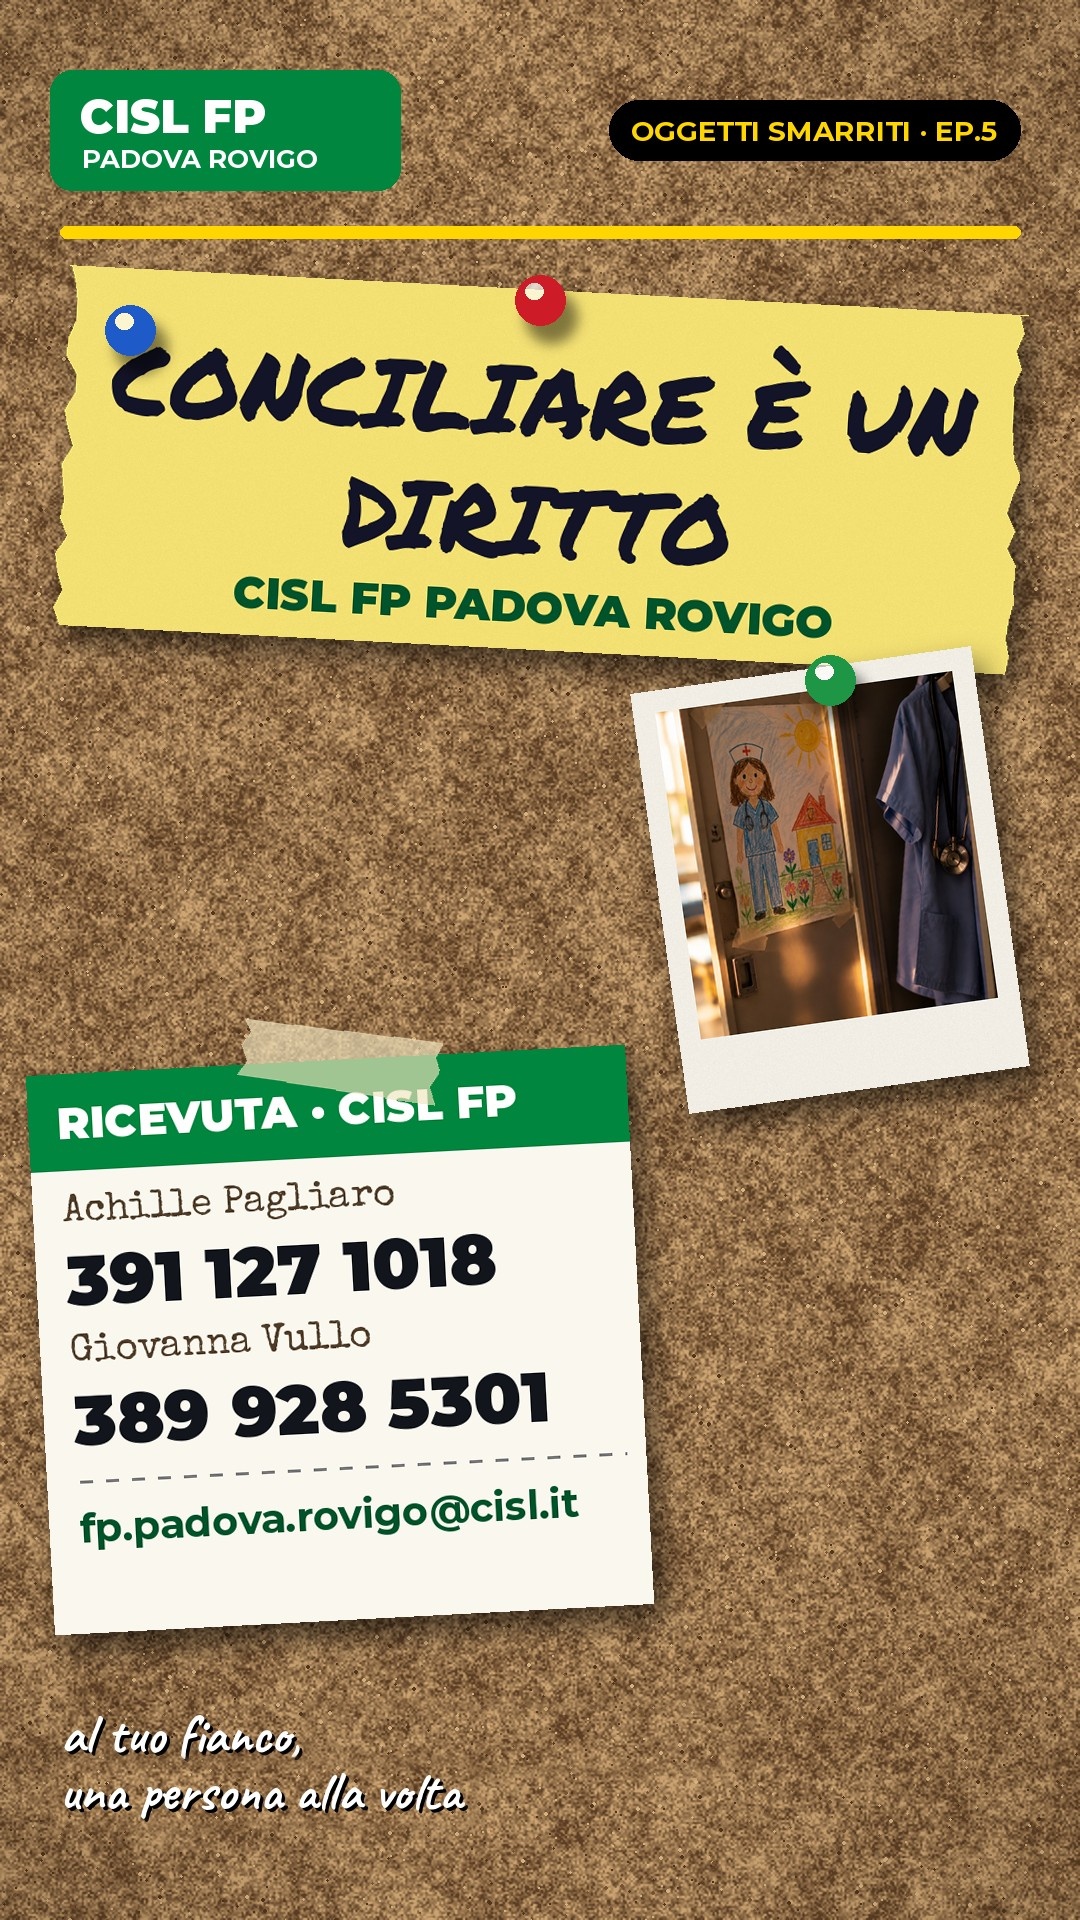 CISL FP
PADOVA ROVIGO
OGGETTI SMARRITI · EP.5
CONCILIARE È UN
DIRITTO
CISL FP PADOVA ROVIGO
RICEVUTA • CISL FP
Achille Pagliaro
391 127 1018
Giovanna Vullo
389 928 5301
fp.padova.rovigo@cisl.it
al tuo fianco,
una persona alla volta